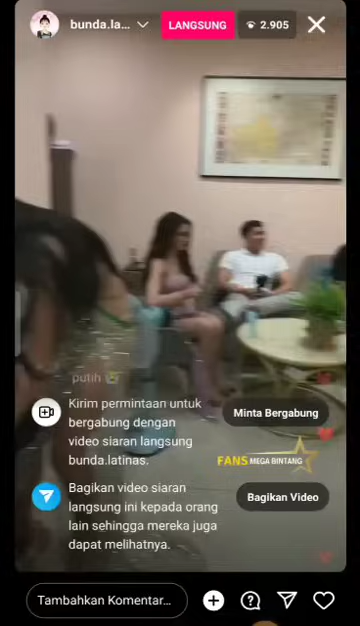 bunda.la...
LANGSUNG
2.905
putih
Kirim permintaan untuk
bergabung dengan
video siaran langsung
bunda.latinas.
Minta Bergabung
FANS MEGA BINTANG
Bagikan video siaran
langsung ini kepada orang
lain sehingga mereka juga
dapat melihatnya.
Bagikan Video
Tambahkan Komentar...